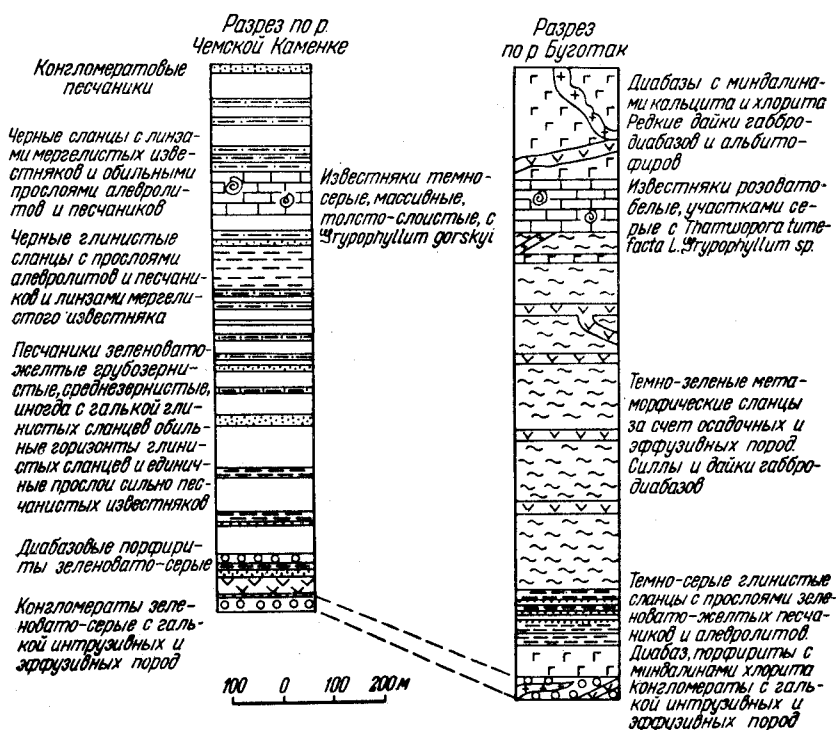 Разрез по р.
Чемской Каменке
Конгломератовые
песчаники
Черные сланцы с линза-
ми мергелистых извест-
няков и обильными
прослоями алевроли-
тов и песчаников
Черные глинистые
сланцы с прослоями
алевролитов и песчани-
ков и линзами мергели-
стого известняка
Песчаники зеленовато-
желтые грубозерни-
стые, среднезернистые,
иногда с галькой гли-
нистых сланцев обиль-
ные горизонты глини-
стых сланцев и единич-
ные прослои сильно пес-
чанистых известняков
Диабазовые порфири-
ты зеленовато-серые
Конгломераты зеле-
новато-серые с галь-
кой интрузивных и
эффузивных пород
Известняки темно-
серые, массивные,
толсто-слоистые, с
Grypophyllum gorskyi
100 0 100 200 м
Разрез
по р Буготак
Диабазы с миндалина-
ми кальцита и хлорита
Редкие дайки габбро-
диабазов и альбито-
фиров
Известняки розовато-
белые, участками се-
рые с Thamnopora tume-
facta L. Grypophyllum sp.
Темно-зеленые мета-
морфические сланцы
за счет осадочных и
эффузивных пород.
Силлы и дайки габбро-
диабазов
Темно-серые глинистые
сланцы с прослоями зеле-
новато-желтых песча-
ников и алевролитов.
Диабаз, порфириты с
миндалинами хлорита
Конгломераты с галь-
кой интрузивных и
эффузивных пород